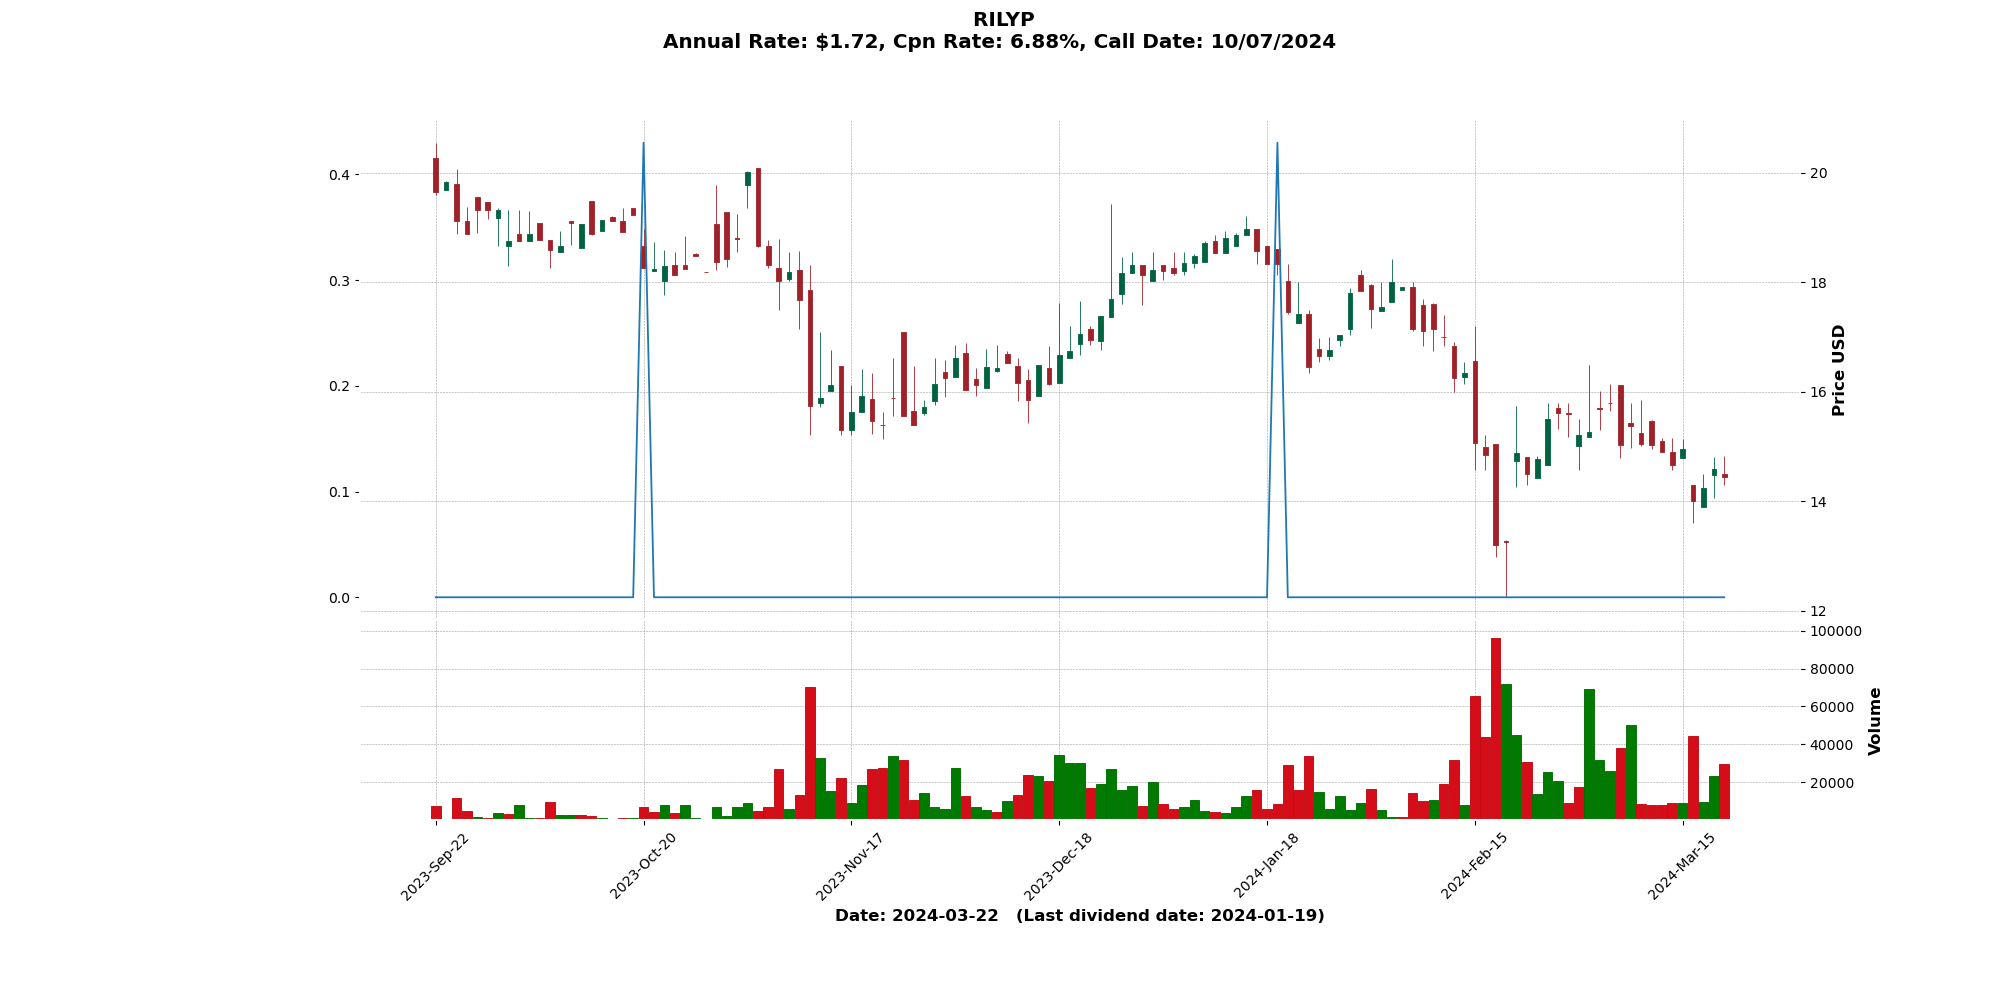 RILYP
Annual Rate: $1.72, Cpn Rate: 6.88%, Call Date: 10/07/2024
0.4
0.3
0.2
0.1
0.0
20
18
16
14
12
Price USD
100000
80000
60000
40000
20000
Volume
2023-Sep-22
2023-Oct-20
2023-Nov-17
2023-Dec-18
2024-Jan-18
2024-Feb-15
2024-Mar-15
Date: 2024-03-22   (Last dividend date: 2024-01-19)